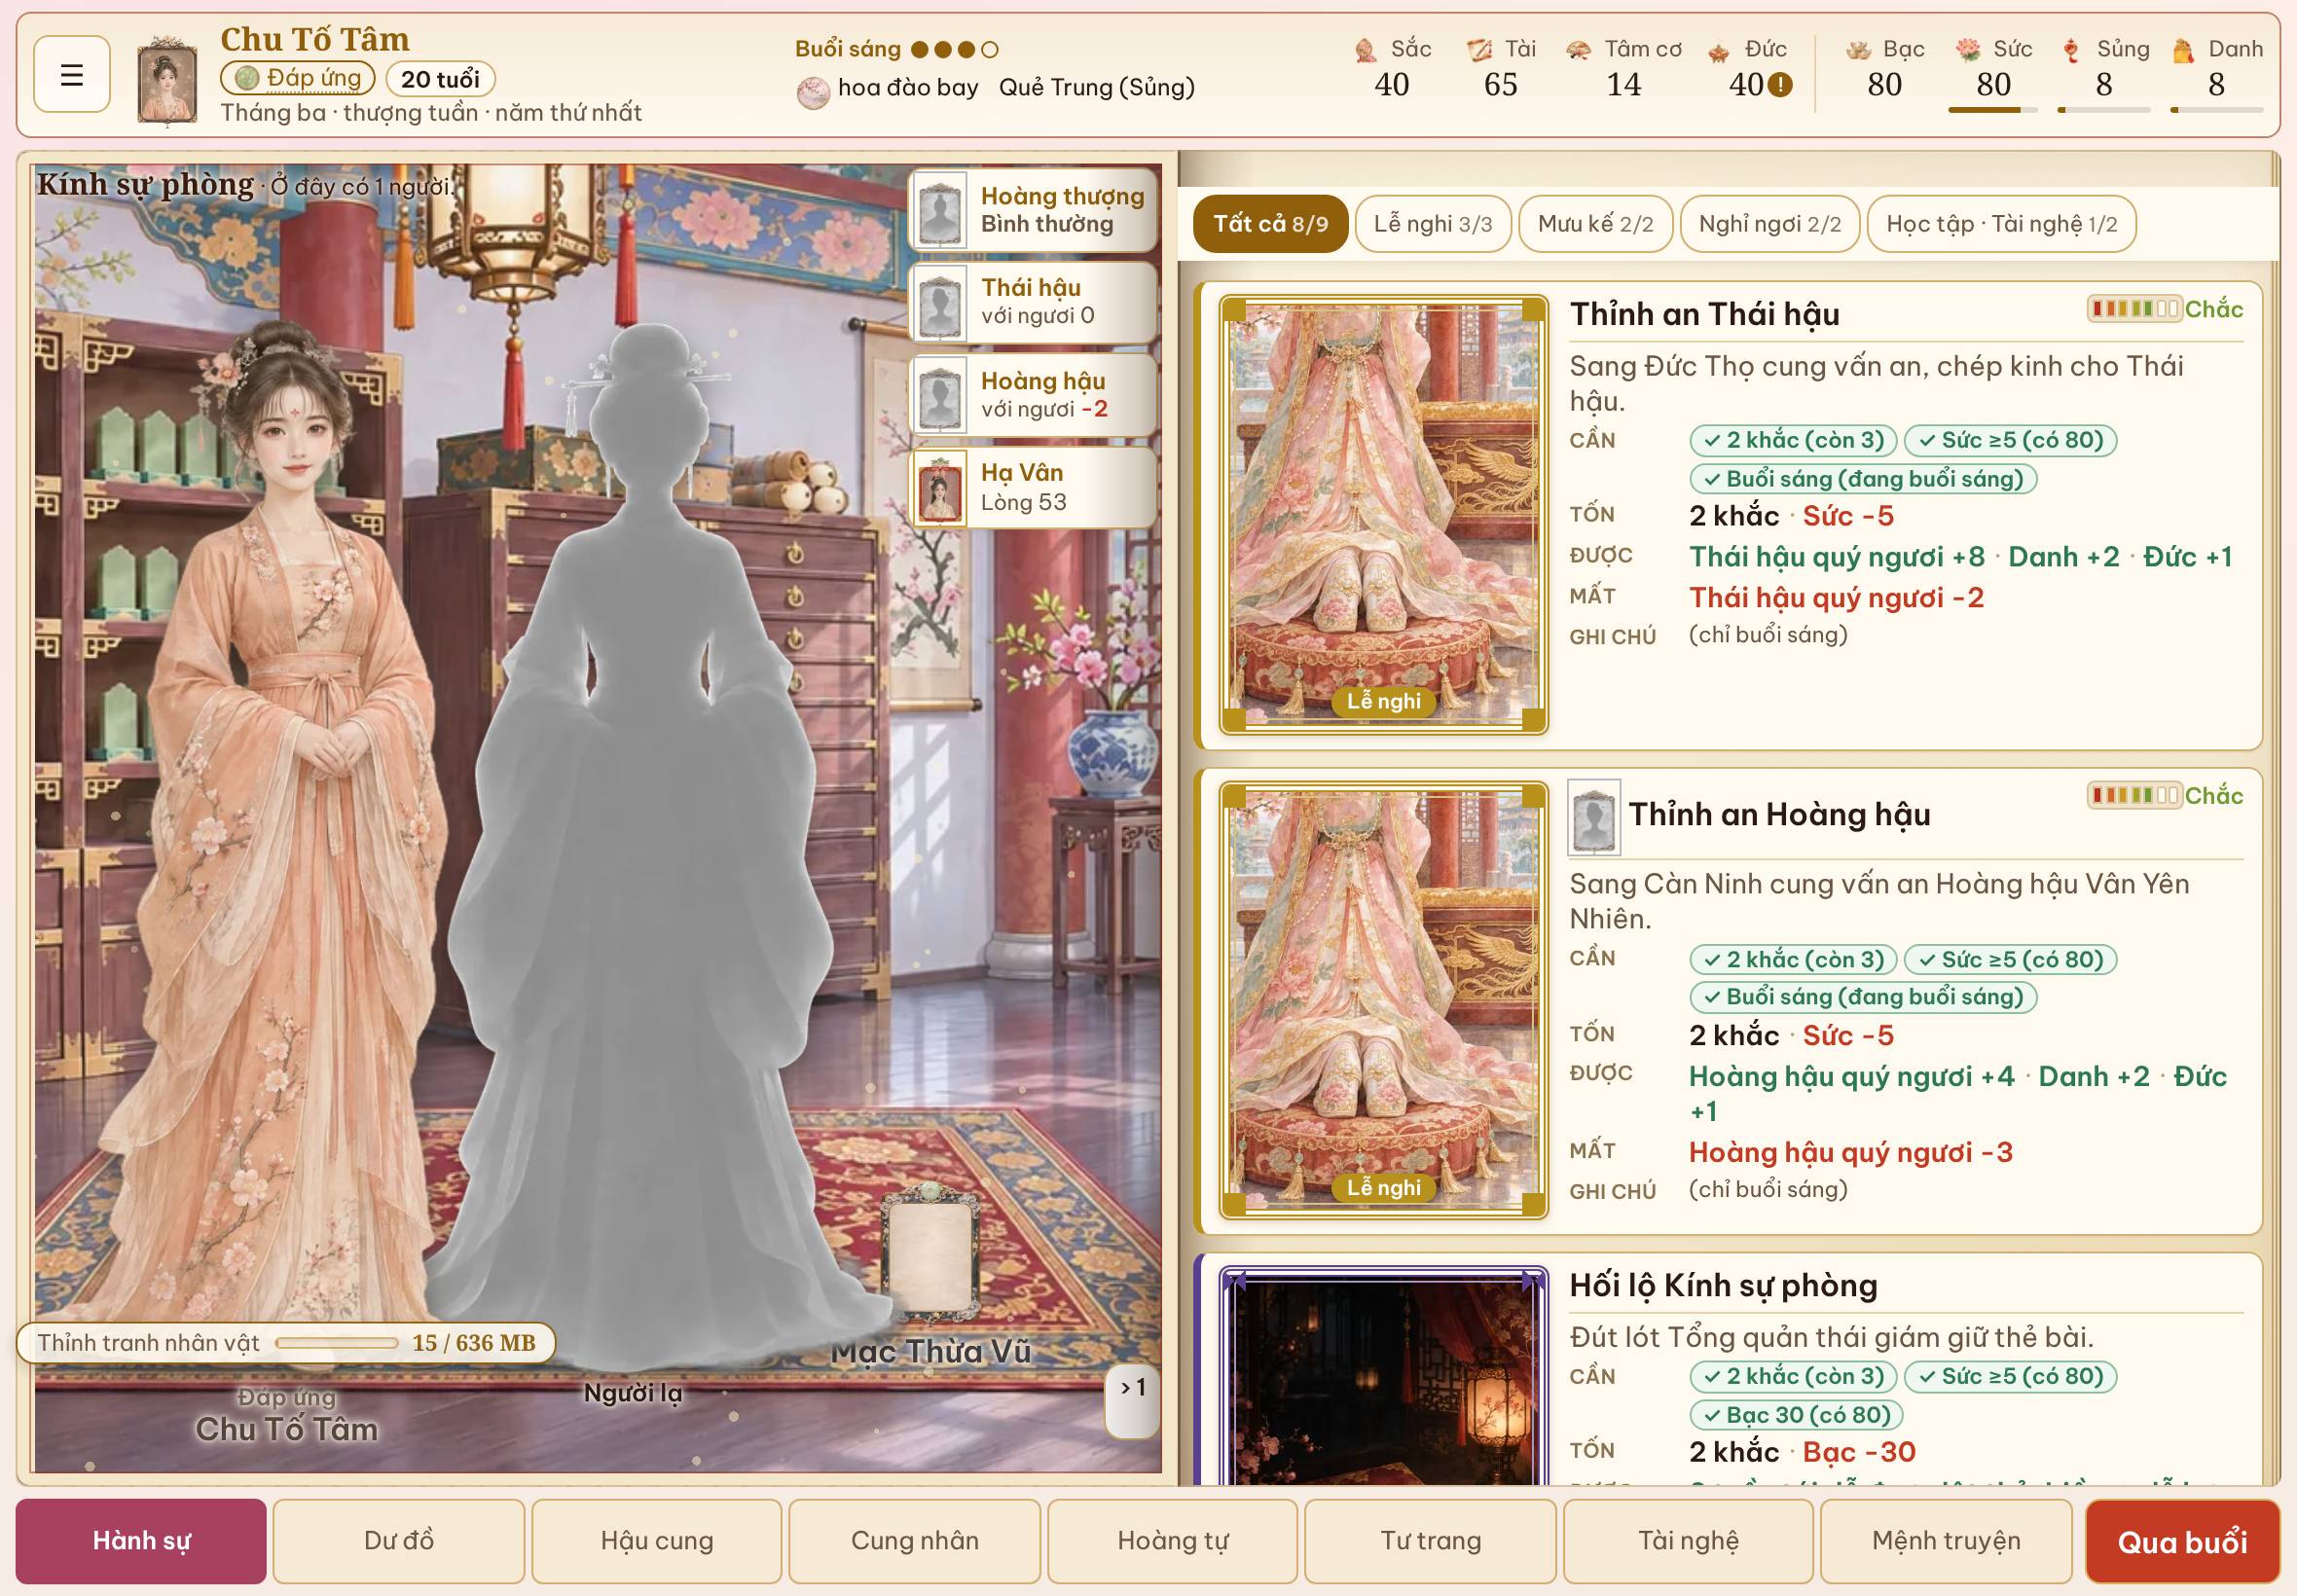 Chu Tố Tâm
Đáp ứng
20 tuổi
Tháng ba · thượng tuần · năm thứ nhất
Buổi sáng
hoa đào bay Quẻ Trung (Sủng)
Sắc Tài Tâm cơ Đức Bạc Sức Sủng Danh
40 65 14 40 ! 80 80 8 8
Kính sự phòng · Ở đây có 1 người.
Hoàng thượng
Bình thường
Thái hậu
với ngươi 0
Hoàng hậu
với ngươi -2
Hạ Vân
Lòng 53
Thỉnh tranh nhân vật 15 / 636 MB
Mạc Thừa Vũ
Người lạ
› 1
Đáp ứng
Chu Tố Tâm
Tất cả 8/9
Lễ nghi 3/3
Mưu kế 2/2
Nghỉ ngơi 2/2
Học tập · Tài nghệ 1/2
Thỉnh an Thái hậu
Chắc
Sang Đức Thọ cung vấn an, chép kinh cho Thái
hậu.
CẦN ✓ 2 khắc (còn 3) ✓ Sức ≥5 (có 80)
✓ Buổi sáng (đang buổi sáng)
TỐN 2 khắc · Sức -5
ĐƯỢC Thái hậu quý ngươi +8 · Danh +2 · Đức +1
MẤT Thái hậu quý ngươi -2
GHI CHÚ (chỉ buổi sáng)
Lễ nghi
Thỉnh an Hoàng hậu
Chắc
Sang Càn Ninh cung vấn an Hoàng hậu Vân Yên
Nhiên.
CẦN ✓ 2 khắc (còn 3) ✓ Sức ≥5 (có 80)
✓ Buổi sáng (đang buổi sáng)
TỐN 2 khắc · Sức -5
ĐƯỢC Hoàng hậu quý ngươi +4 · Danh +2 · Đức
+1
MẤT Hoàng hậu quý ngươi -3
GHI CHÚ (chỉ buổi sáng)
Lễ nghi
Hối lộ Kính sự phòng
Đút lót Tổng quản thái giám giữ thẻ bài.
CẦN ✓ 2 khắc (còn 3) ✓ Sức ≥5 (có 80)
✓ Bạc 30 (có 80)
TỐN 2 khắc · Bạc -30
Hành sự
Dư đồ
Hậu cung
Cung nhân
Hoàng tự
Tư trang
Tài nghệ
Mệnh truyện
Qua buổi